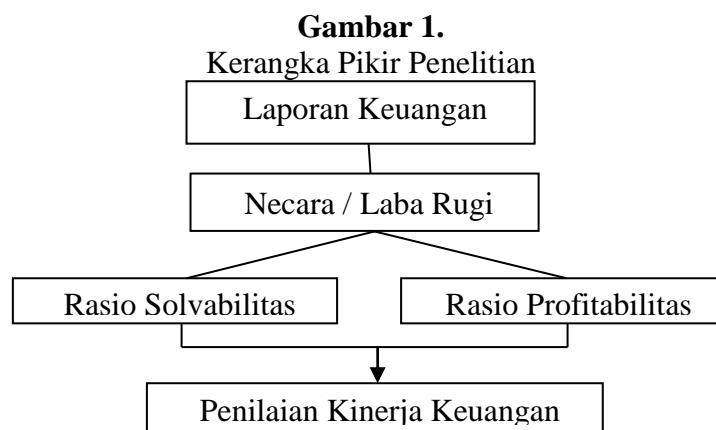 Gambar 1.
Kerangka Pikir Penelitian
Laporan Keuangan
Necara / Laba Rugi
Rasio Solvabilitas
Rasio Profitabilitas
Penilaian Kinerja Keuangan